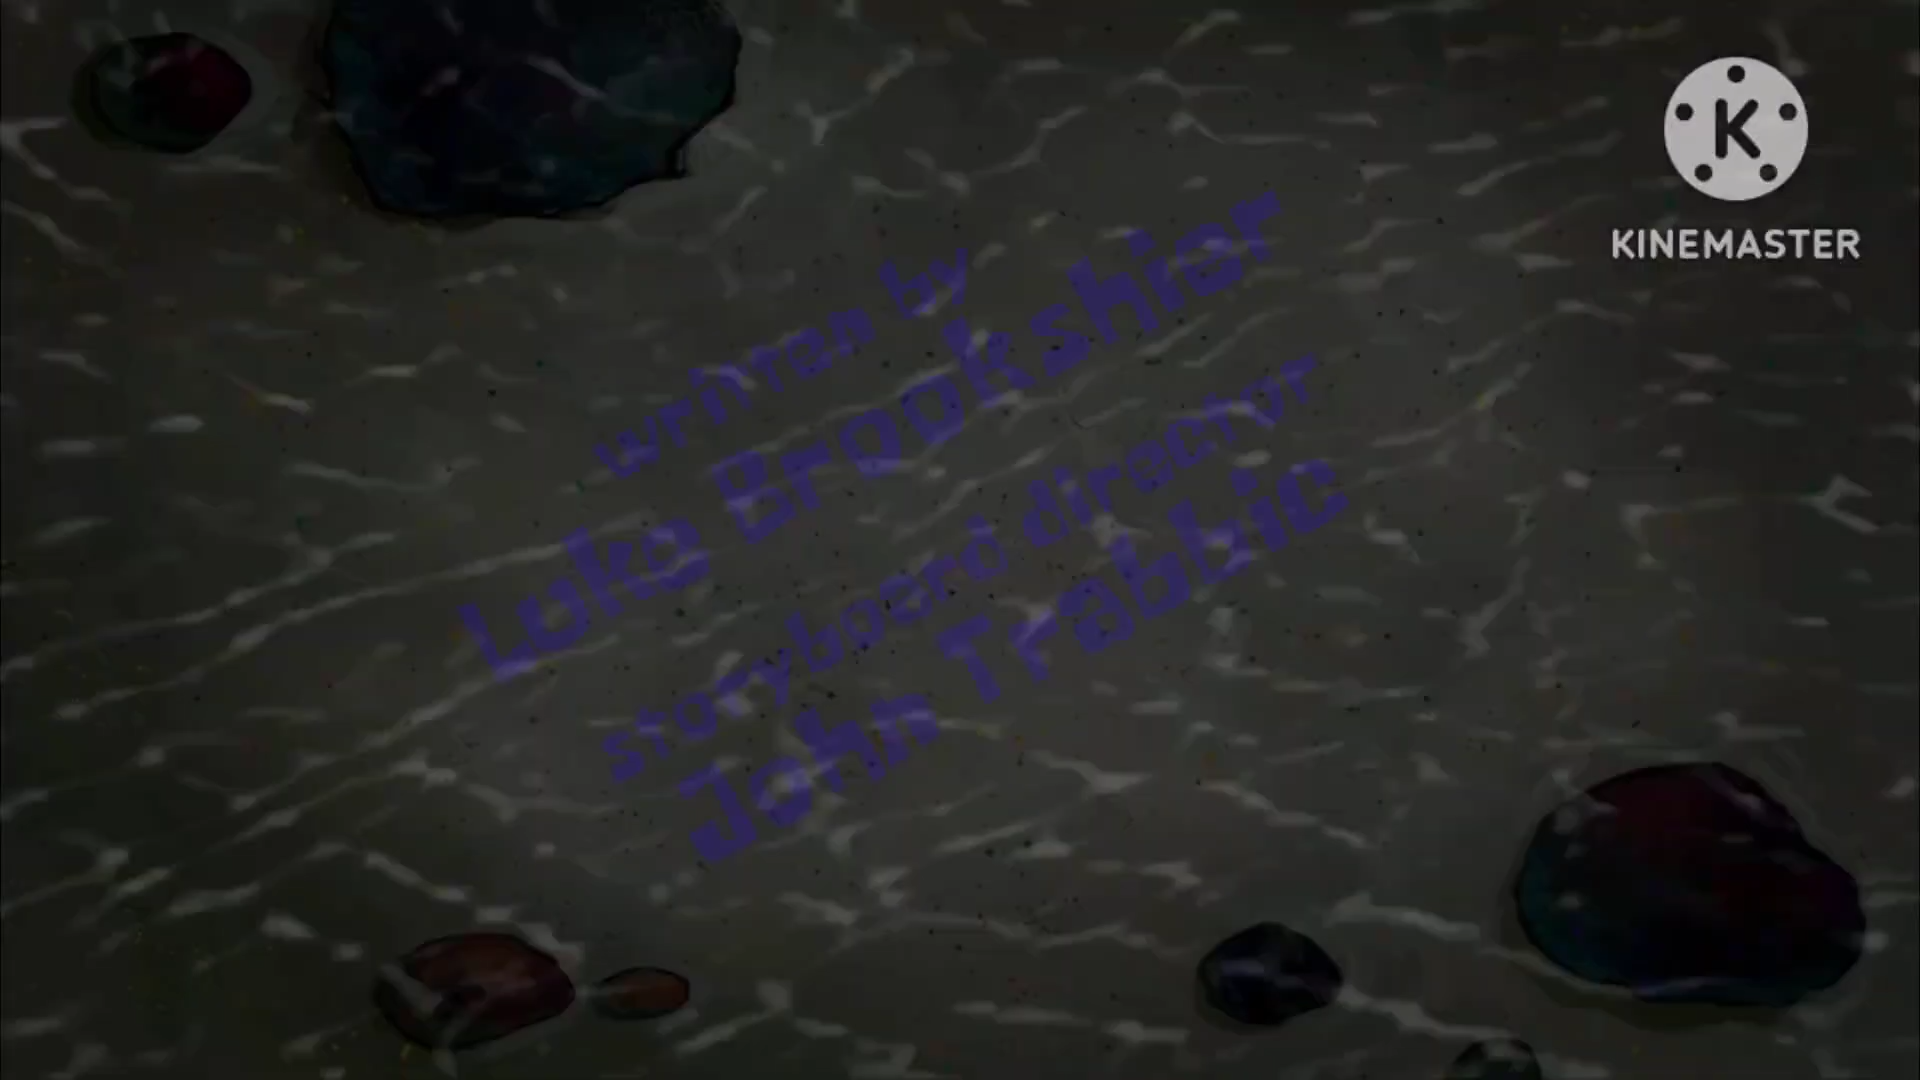 K
KINEMASTER
written by
Luke Brookshier
storyboard director
John Trabbic